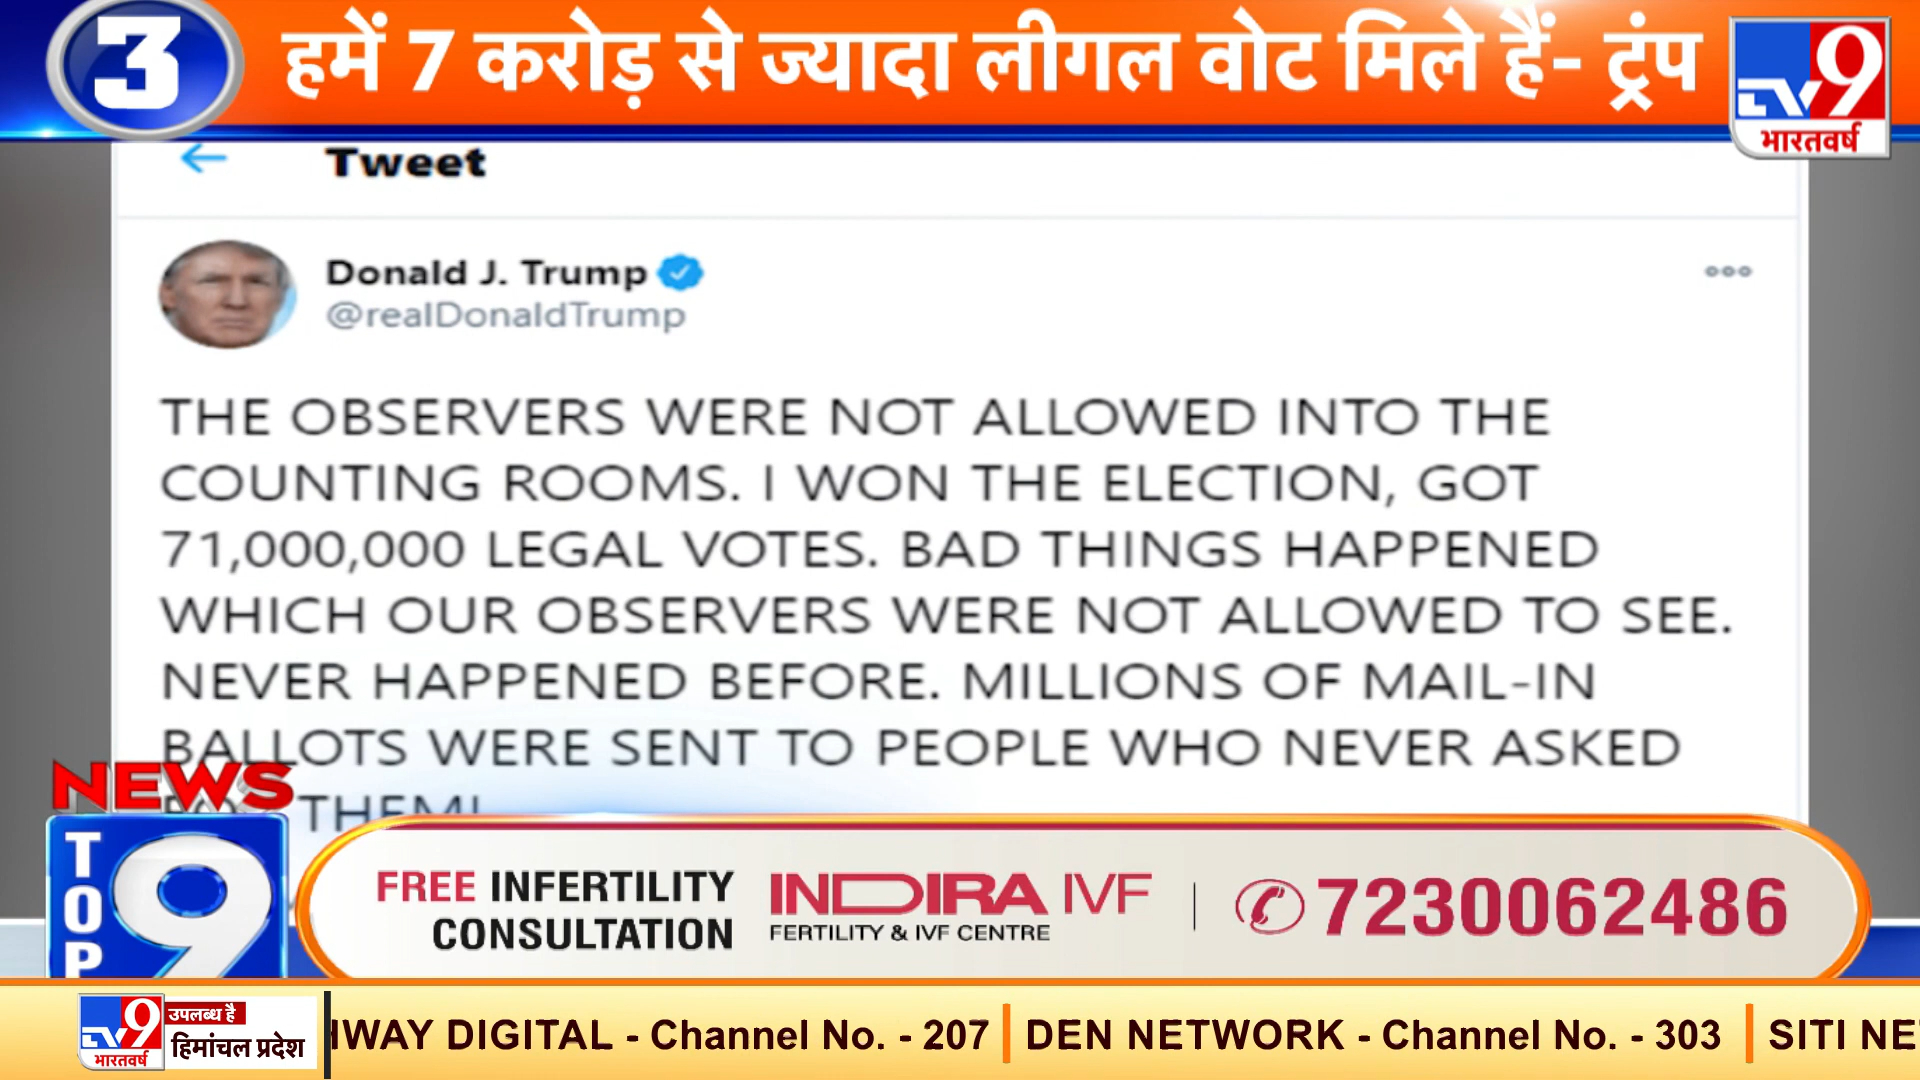 3
हमें 7 करोड़ से ज्यादा लीगल वोट मिले हैं- ट्रंप
TV9
भारतवर्ष
Tweet
Donald J. Trump
@realDonaldTrump
THE OBSERVERS WERE NOT ALLOWED INTO THE
COUNTING ROOMS. I WON THE ELECTION, GOT
71,000,000 LEGAL VOTES. BAD THINGS HAPPENED
WHICH OUR OBSERVERS WERE NOT ALLOWED TO SEE.
NEVER HAPPENED BEFORE. MILLIONS OF MAIL-IN
BALLOTS WERE SENT TO PEOPLE WHO NEVER ASKED
THEM!
NEWS
TOP
9
FREE INFERTILITY
CONSULTATION
INDIRA IVF
FERTILITY & IVF CENTRE
7230062486
TV9
भारतवर्ष
उपलब्ध है
हिमांचल प्रदेश
HWAY DIGITAL - Channel No. - 207
DEN NETWORK - Channel No. - 303
SITI NE